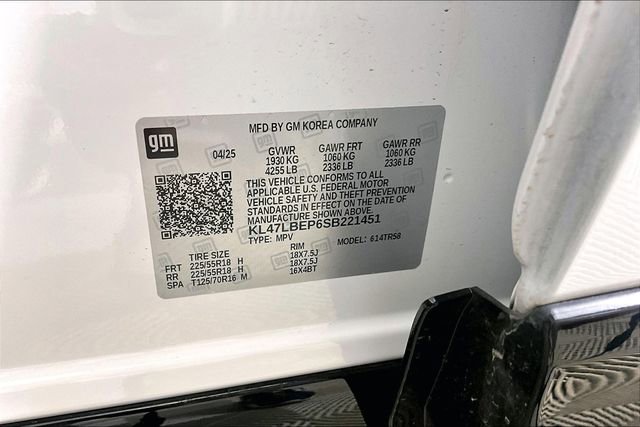 MFD BY GM KOREA COMPANY
gm
04/25 GVWR GAWR FRT GAWR RR
1930 KG 1060 KG 1060 KG
4255 LB 2336 LB 2336 LB
THIS VEHICLE CONFORMS TO ALL
APPLICABLE U.S. FEDERAL MOTOR
VEHICLE SAFETY AND THEFT PREVENTION
STANDARDS IN EFFECT ON THE DATE OF
MANUFACTURE SHOWN ABOVE.
KL47LBEP6SB221451
TYPE: MPV MODEL: 614TR58
TIRE SIZE RIM
FRT 225/55R18 H 18X7.5J
RR 225/55R18 H 18X7.5J
SPA T125/70R16 M 16X4BT